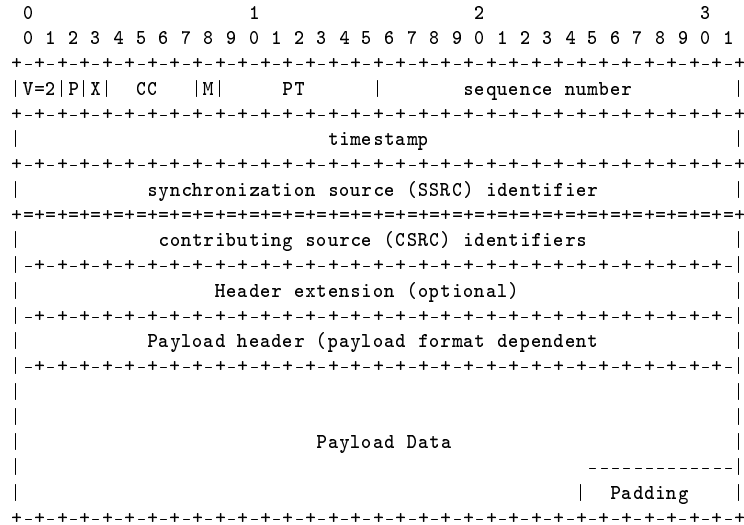 0                   1                   2                   3
 0 1 2 3 4 5 6 7 8 9 0 1 2 3 4 5 6 7 8 9 0 1 2 3 4 5 6 7 8 9 0 1
+-+-+-+-+-+-+-+-+-+-+-+-+-+-+-+-+-+-+-+-+-+-+-+-+-+-+-+-+-+-+-+-+
|V=2|P|X|  CC   |M|     PT      |       sequence number         |
+-+-+-+-+-+-+-+-+-+-+-+-+-+-+-+-+-+-+-+-+-+-+-+-+-+-+-+-+-+-+-+-+
|                           timestamp                           |
+-+-+-+-+-+-+-+-+-+-+-+-+-+-+-+-+-+-+-+-+-+-+-+-+-+-+-+-+-+-+-+-+
|           synchronization source (SSRC) identifier            |
+=+=+=+=+=+=+=+=+=+=+=+=+=+=+=+=+=+=+=+=+=+=+=+=+=+=+=+=+=+=+=+=+
|            contributing source (CSRC) identifiers             |
|-+-+-+-+-+-+-+-+-+-+-+-+-+-+-+-+-+-+-+-+-+-+-+-+-+-+-+-+-+-+-+-|
|                 Header extension (optional)                   |
|-+-+-+-+-+-+-+-+-+-+-+-+-+-+-+-+-+-+-+-+-+-+-+-+-+-+-+-+-+-+-+-|
|           Payload header (payload format dependent            |
|-+-+-+-+-+-+-+-+-+-+-+-+-+-+-+-+-+-+-+-+-+-+-+-+-+-+-+-+-+-+-+-|
|                                                               |
|                                                               |
|                          Payload Data                         |
|                                                  -------------|
|                                                 |  Padding    |
+-+-+-+-+-+-+-+-+-+-+-+-+-+-+-+-+-+-+-+-+-+-+-+-+-+-+-+-+-+-+-+-+